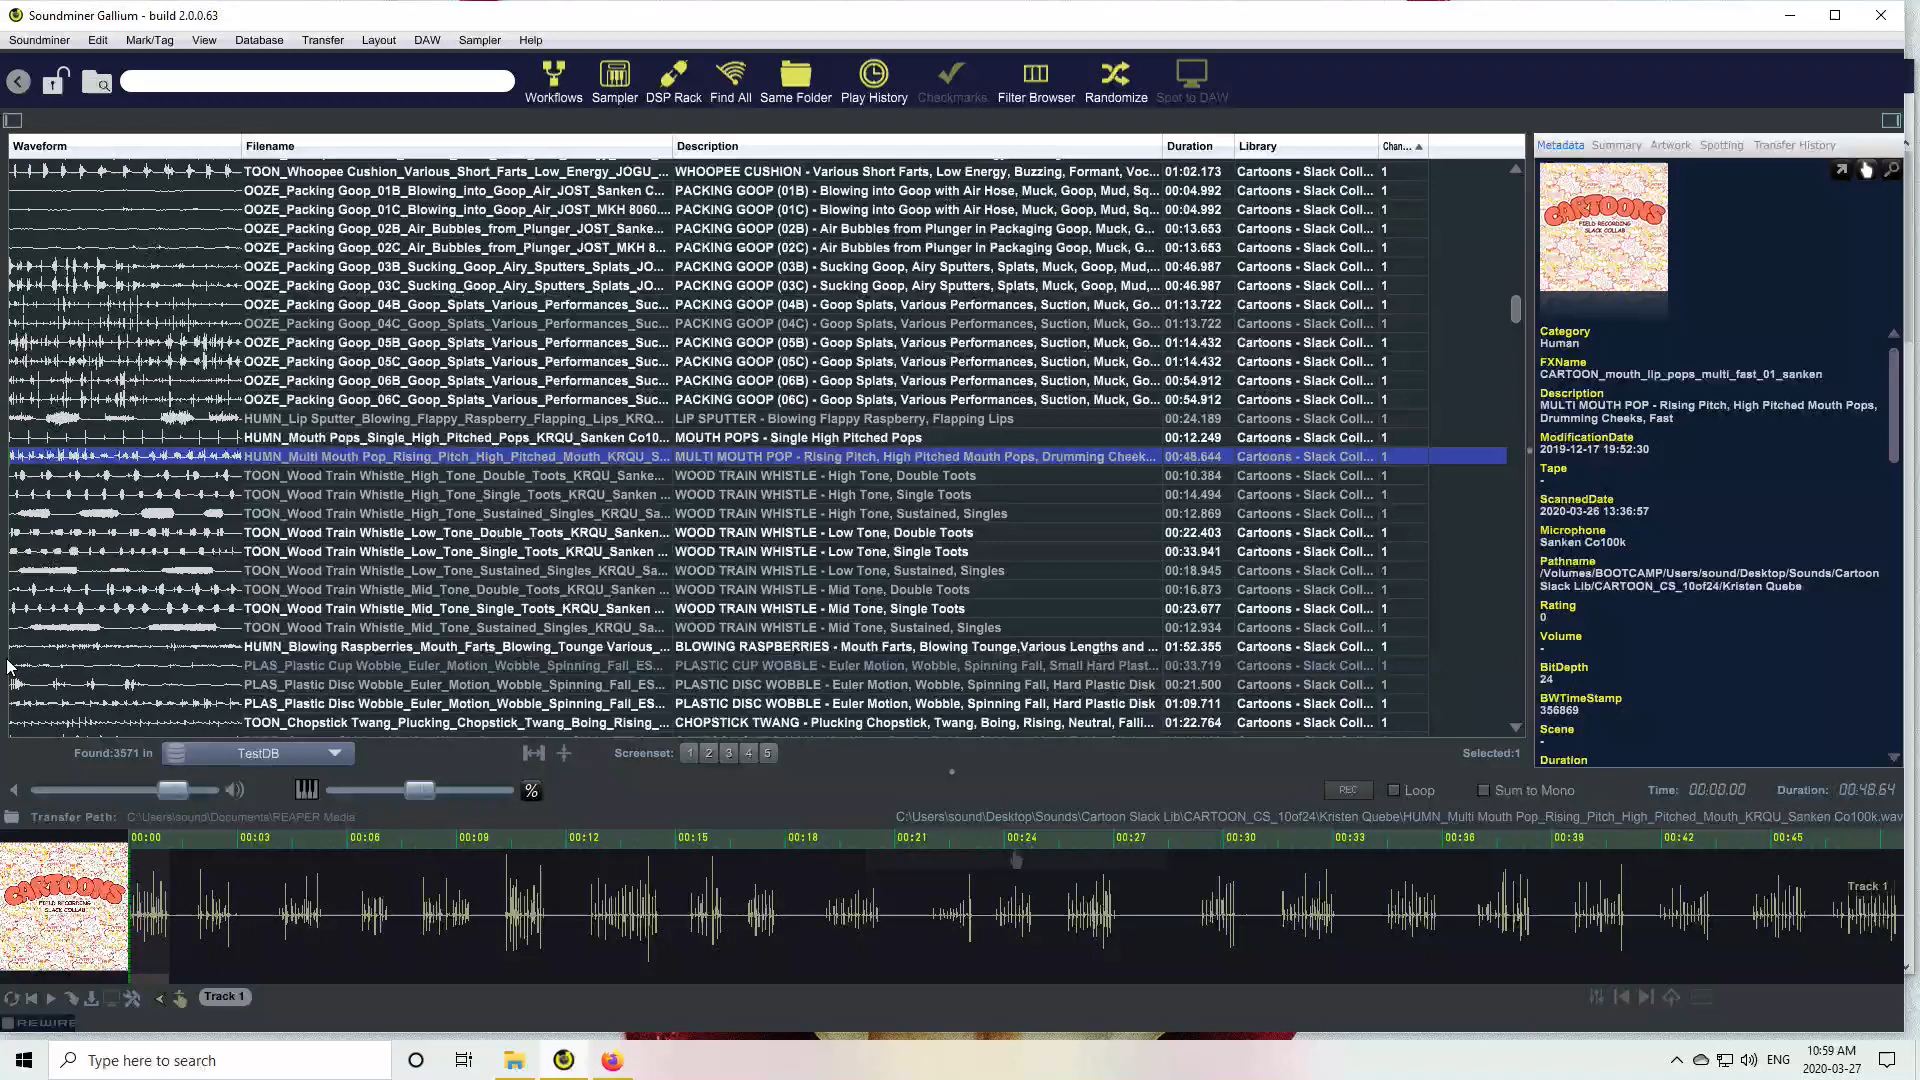 Soundminer Gallium - build 2.0.0.63
Soundminer Edit Mark/Tag View Database Transfer Layout DAW Sampler Help
Workflows Sampler DSP Rack Find All Same Folder Play History Checkmarks Filter Browser Randomize Spot to DAW
Waveform Filename Description Duration Library Chan...
TOON_Whoopee Cushion_Various_Short_Farts_Low_Energy_JOGU_... WHOOPEE CUSHION - Various Short Farts, Low Energy, Buzzing, Formant, Voc... 01:02.173 Cartoons - Slack Coll... 1
OOZE_Packing Goop_01B_Blowing_into_Goop_Air_JOST_Sanken C... PACKING GOOP (01B) - Blowing into Goop with Air Hose, Muck, Goop, Mud, Sq... 00:04.992 Cartoons - Slack Coll... 1
OOZE_Packing Goop_01C_Blowing_into_Goop_Air_JOST_MKH 8060.... PACKING GOOP (01C) - Blowing into Goop with Air Hose, Muck, Goop, Mud, Sq... 00:04.992 Cartoons - Slack Coll... 1
OOZE_Packing Goop_02B_Air_Bubbles_from_Plunger_JOST_Sanke... PACKING GOOP (02B) - Air Bubbles from Plunger in Packaging Goop, Muck, G... 00:13.653 Cartoons - Slack Coll... 1
OOZE_Packing Goop_02C_Air_Bubbles_from_Plunger_JOST_MKH 8... PACKING GOOP (02C) - Air Bubbles from Plunger in Packaging Goop, Muck, G... 00:13.653 Cartoons - Slack Coll... 1
OOZE_Packing Goop_03B_Sucking_Goop_Airy_Sputters_Splats_JO... PACKING GOOP (03B) - Sucking Goop, Airy Sputters, Splats, Muck, Goop, Mud,... 00:46.987 Cartoons - Slack Coll... 1
OOZE_Packing Goop_03C_Sucking_Goop_Airy_Sputters_Splats_JO... PACKING GOOP (03C) - Sucking Goop, Airy Sputters, Splats, Muck, Goop, Mud,... 00:46.987 Cartoons - Slack Coll... 1
OOZE_Packing Goop_04B_Goop_Splats_Various_Performances_Suc... PACKING GOOP (04B) - Goop Splats, Various Performances, Suction, Muck, Go... 01:13.722 Cartoons - Slack Coll... 1
OOZE_Packing Goop_04C_Goop_Splats_Various_Performances_Suc... PACKING GOOP (04C) - Goop Splats, Various Performances, Suction, Muck, Go... 01:13.722 Cartoons - Slack Coll... 1
OOZE_Packing Goop_05B_Goop_Splats_Various_Performances_Suc... PACKING GOOP (05B) - Goop Splats, Various Performances, Suction, Muck, Go... 01:14.432 Cartoons - Slack Coll... 1
OOZE_Packing Goop_05C_Goop_Splats_Various_Performances_Suc... PACKING GOOP (05C) - Goop Splats, Various Performances, Suction, Muck, Go... 01:14.432 Cartoons - Slack Coll... 1
OOZE_Packing Goop_06B_Goop_Splats_Various_Performances_Suc... PACKING GOOP (06B) - Goop Splats, Various Performances, Suction, Muck, Go... 00:54.912 Cartoons - Slack Coll... 1
OOZE_Packing Goop_06C_Goop_Splats_Various_Performances_Suc... PACKING GOOP (06C) - Goop Splats, Various Performances, Suction, Muck, Go... 00:54.912 Cartoons - Slack Coll... 1
HUMN_Lip Sputter_Blowing_Flappy_Raspberry_Flapping_Lips_KRQ... LIP SPUTTER - Blowing Flappy Raspberry, Flapping Lips 00:24.189 Cartoons - Slack Coll... 1
HUMN_Mouth Pops_Single_High_Pitched_Pops_KRQU_Sanken Co10... MOUTH POPS - Single High Pitched Pops 00:12.249 Cartoons - Slack Coll... 1
HUMN_Multi Mouth Pop_Rising_Pitch_High_Pitched_Mouth_KRQU_S... MULTI MOUTH POP - Rising Pitch, High Pitched Mouth Pops, Drumming Cheek... 00:48.644 Cartoons - Slack Coll... 1
TOON_Wood Train Whistle_High_Tone_Double_Toots_KRQU_Sanke... WOOD TRAIN WHISTLE - High Tone, Double Toots 00:10.384 Cartoons - Slack Coll... 1
TOON_Wood Train Whistle_High_Tone_Single_Toots_KRQU_Sanken ... WOOD TRAIN WHISTLE - High Tone, Single Toots 00:14.494 Cartoons - Slack Coll... 1
TOON_Wood Train Whistle_High_Tone_Sustained_Singles_KRQU_Sa... WOOD TRAIN WHISTLE - High Tone, Sustained, Singles 00:12.869 Cartoons - Slack Coll... 1
TOON_Wood Train Whistle_Low_Tone_Double_Toots_KRQU_Sanken... WOOD TRAIN WHISTLE - Low Tone, Double Toots 00:22.403 Cartoons - Slack Coll... 1
TOON_Wood Train Whistle_Low_Tone_Single_Toots_KRQU_Sanken ... WOOD TRAIN WHISTLE - Low Tone, Single Toots 00:33.941 Cartoons - Slack Coll... 1
TOON_Wood Train Whistle_Low_Tone_Sustained_Singles_KRQU_Sa... WOOD TRAIN WHISTLE - Low Tone, Sustained, Singles 00:18.945 Cartoons - Slack Coll... 1
TOON_Wood Train Whistle_Mid_Tone_Double_Toots_KRQU_Sanken... WOOD TRAIN WHISTLE - Mid Tone, Double Toots 00:16.873 Cartoons - Slack Coll... 1
TOON_Wood Train Whistle_Mid_Tone_Single_Toots_KRQU_Sanken ... WOOD TRAIN WHISTLE - Mid Tone, Single Toots 00:23.677 Cartoons - Slack Coll... 1
TOON_Wood Train Whistle_Mid_Tone_Sustained_Singles_KRQU_Sa... WOOD TRAIN WHISTLE - Mid Tone, Sustained, Singles 00:12.934 Cartoons - Slack Coll... 1
HUMN_Blowing Raspberries_Mouth_Farts_Blowing_Tounge Various_... BLOWING RASPBERRIES - Mouth Farts, Blowing Tounge,Various Lengths and ... 01:52.355 Cartoons - Slack Coll... 1
PLAS_Plastic Cup Wobble_Euler_Motion_Wobble_Spinning_Fall_ES... PLASTIC CUP WOBBLE - Euler Motion, Wobble, Spinning Fall, Small Hard Plast... 00:33.719 Cartoons - Slack Coll... 1
PLAS_Plastic Disc Wobble_Euler_Motion_Wobble_Spinning_Fall_ES... PLASTIC DISC WOBBLE - Euler Motion, Wobble, Spinning Fall, Hard Plastic Disk 00:21.500 Cartoons - Slack Coll... 1
PLAS_Plastic Disc Wobble_Euler_Motion_Wobble_Spinning_Fall_ES... PLASTIC DISC WOBBLE - Euler Motion, Wobble, Spinning Fall, Hard Plastic Disk 01:09.711 Cartoons - Slack Coll... 1
TOON_Chopstick Twang_Plucking_Chopstick_Twang_Boing_Rising_... CHOPSTICK TWANG - Plucking Chopstick, Twang, Boing, Rising, Neutral, Falli... 01:22.764 Cartoons - Slack Coll... 1
Metadata Summary Artwork Spotting Transfer History
CARTOONS
FIELD RECORDING
SLACK COLLAB
Category
Human
FXName
CARTOON_mouth_lip_pops_multi_fast_01_sanken
Description
MULTI MOUTH POP - Rising Pitch, High Pitched Mouth Pops,
Drumming Cheeks, Fast
ModificationDate
2019-12-17 19:52:30
Tape
-
ScannedDate
2020-03-26 13:36:57
Microphone
Sanken Co100k
Pathname
/Volumes/BOOTCAMP/Users/sound/Desktop/Sounds/Cartoon
Slack Lib/CARTOON_CS_10of24/Kristen Quebe
Rating
0
Volume
-
BitDepth
24
BWTimeStamp
356869
Scene
-
Duration
Found:3571 in TestDB Screenset: 1 2 3 4 5 Selected:1
% REC Loop Sum to Mono Time: 00:00.00 Duration: 00:48.64
Transfer Path: C:\Users\sound\Documents\REAPER Media C:\Users\sound\Desktop\Sounds\Cartoon Slack Lib\CARTOON_CS_10of24\Kristen Quebe\HUMN_Multi Mouth Pop_Rising_Pitch_High_Pitched_Mouth_KRQU_Sanken Co100k.wav
00:00 00:03 00:06 00:09 00:12 00:15 00:18 00:21 00:24 00:27 00:30 00:33 00:36 00:39 00:42 00:45
CARTOONS
FIELD RECORDING
SLACK COLLAB
Track 1
Track 1
REWIRE
Type here to search
ENG
10:59 AM
2020-03-27